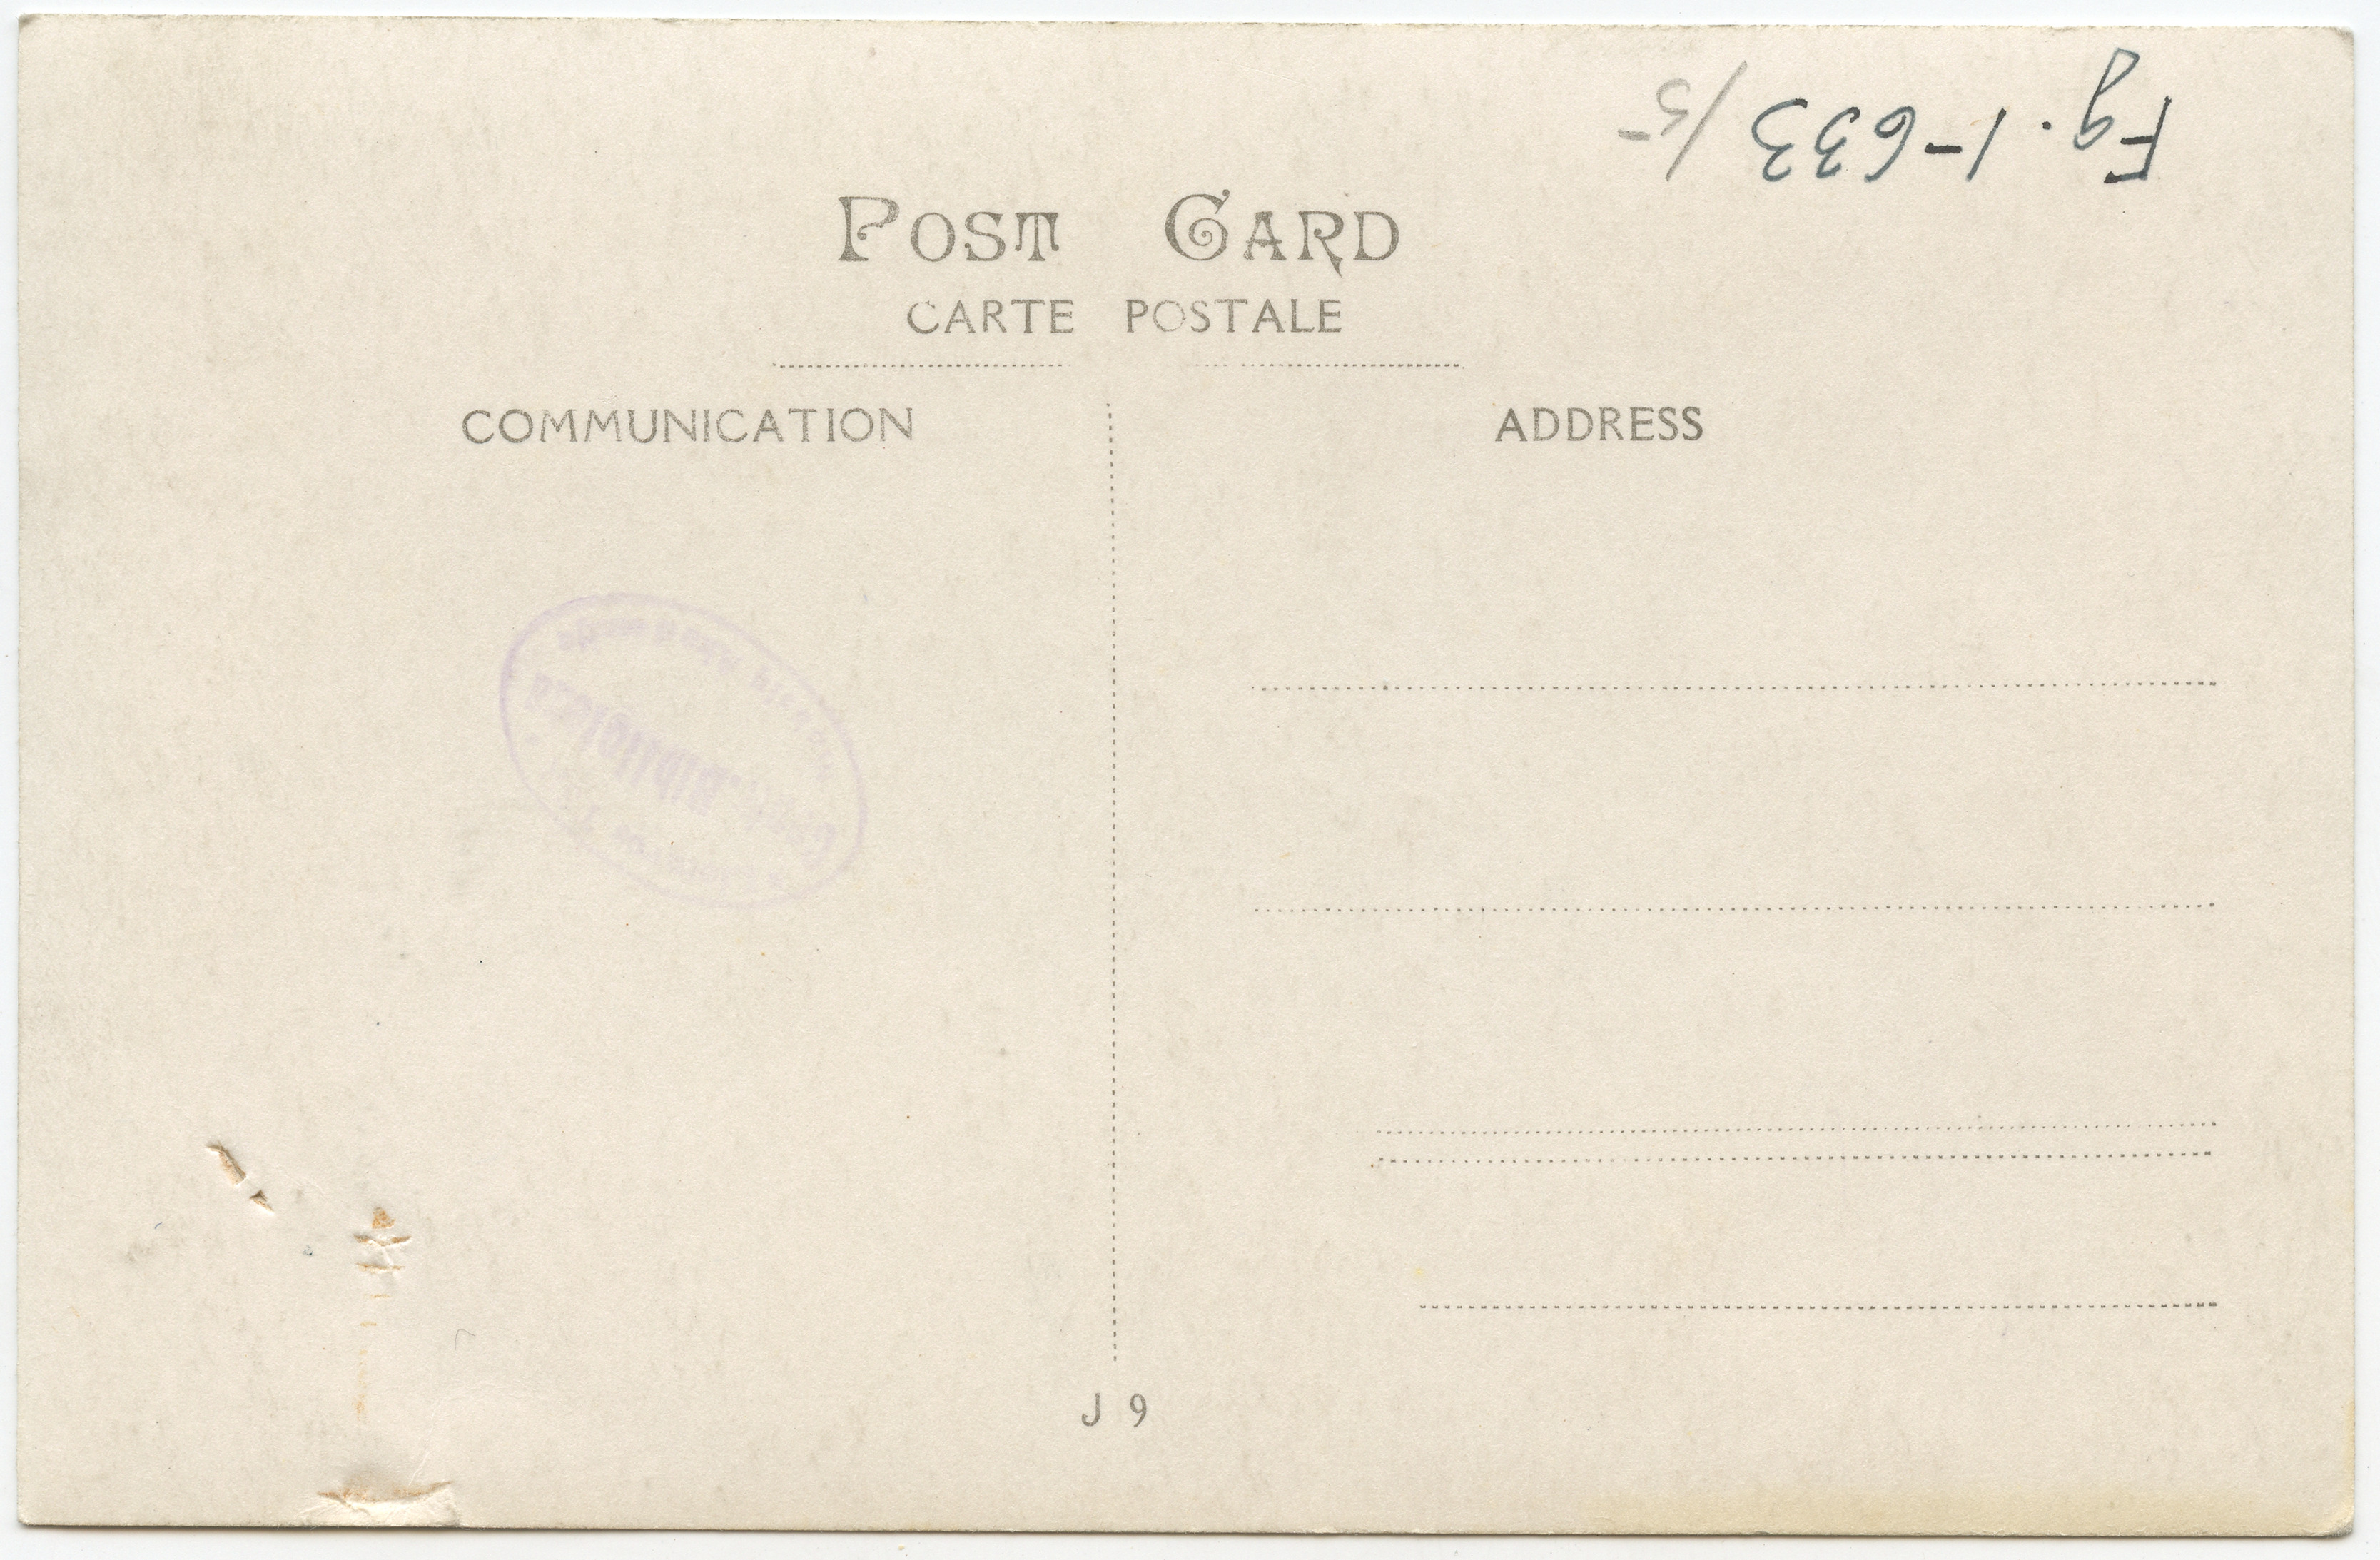 Fg. 1-633/5-
POST CARD
CARTE POSTALE
COMMUNICATION
ADDRESS
J 9